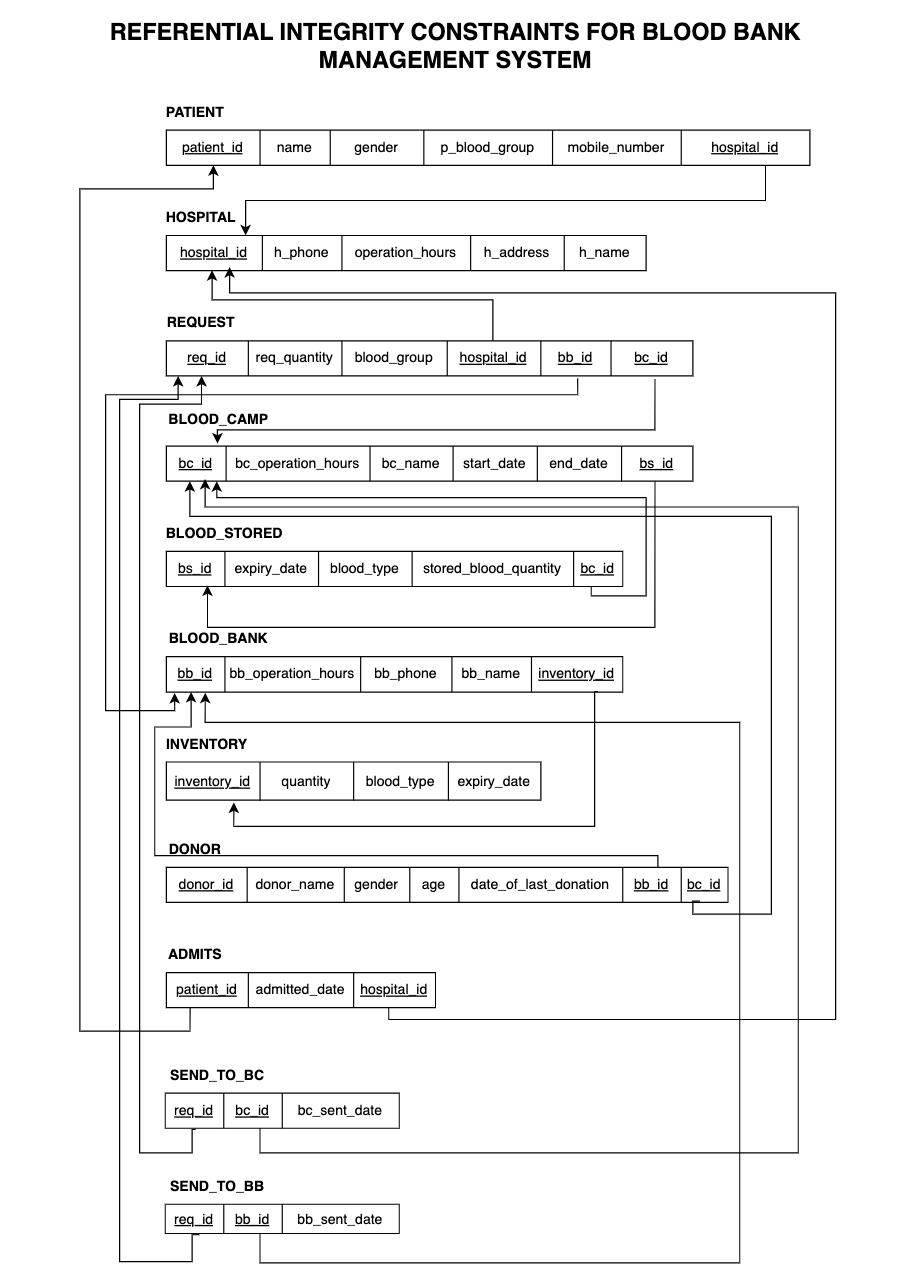 REFERENTIAL INTEGRITY CONSTRAINTS FOR BLOOD BANK
MANAGEMENT SYSTEM
PATIENT
patient_id name gender p_blood_group mobile_number hospital_id
HOSPITAL
hospital_id h_phone operation_hours h_address h_name
REQUEST
req_id req_quantity blood_group hospital_id bb_id bc_id
BLOOD_CAMP
bc_id bc_operation_hours bc_name start_date end_date bs_id
BLOOD_STORED
bs_id expiry_date blood_type stored_blood_quantity bc_id
BLOOD_BANK
bb_id bb_operation_hours bb_phone bb_name inventory_id
INVENTORY
inventory_id quantity blood_type expiry_date
DONOR
donor_id donor_name gender age date_of_last_donation bb_id bc_id
ADMITS
patient_id admitted_date hospital_id
SEND_TO_BC
req_id bc_id bc_sent_date
SEND_TO_BB
req_id bb_id bb_sent_date